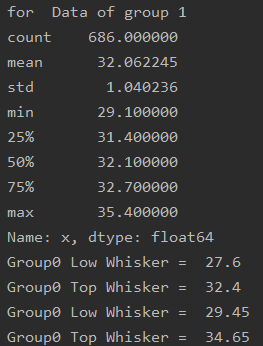 for  Data of group 1
count    686.000000
mean      32.062245
std        1.040236
min       29.100000
25%       31.400000
50%       32.100000
75%       32.700000
max       35.400000
Name: x, dtype: float64
Group0 Low Whisker =  27.6
Group0 Top Whisker =  32.4
Group0 Low Whisker =  29.45
Group0 Top Whisker =  34.65